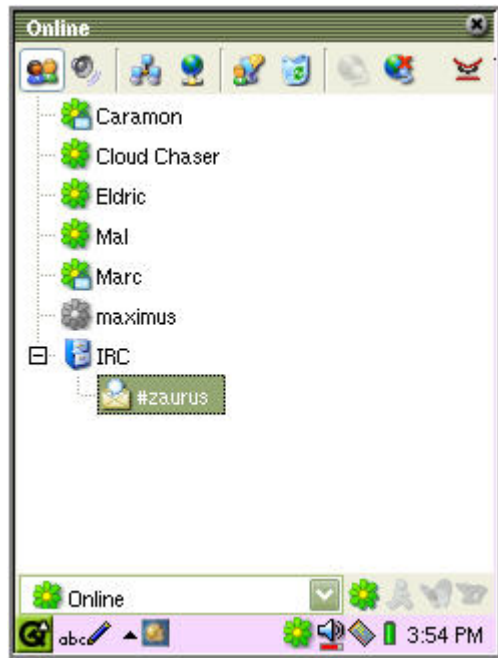 Online
Caramon
Cloud Chaser
Eldric
Mal
Marc
maximus
IRC
#zaurus
Online
abc 3:54 PM